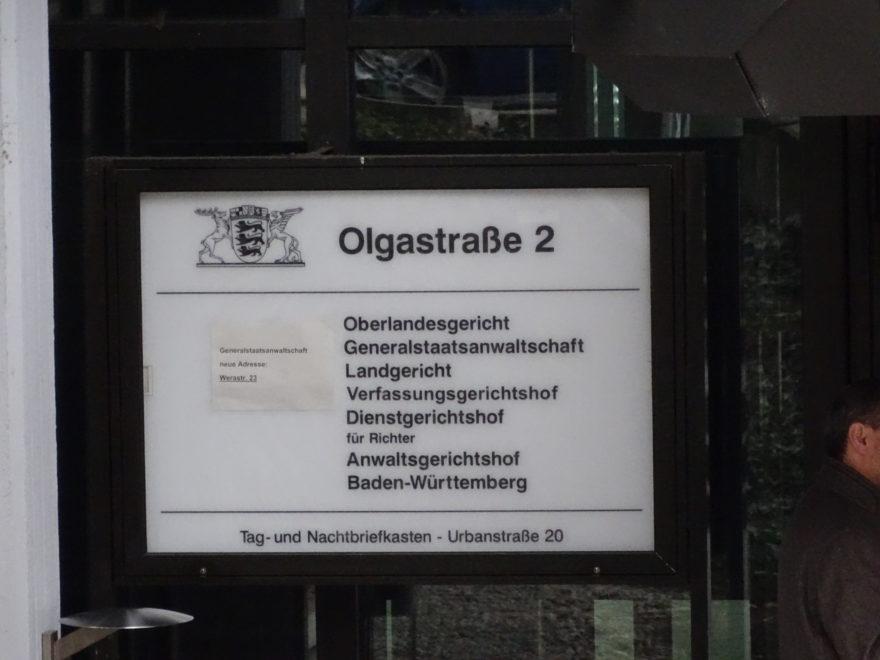 Olgastraße 2
Generalstaatsanwaltschaft
neue Adresse:
Werastr. 23
Oberlandesgericht
Generalstaatsanwaltschaft
Landgericht
Verfassungsgerichtshof
Dienstgerichtshof
für Richter
Anwaltsgerichtshof
Baden-Württemberg
Tag- und Nachtbriefkasten - Urbanstraße 20